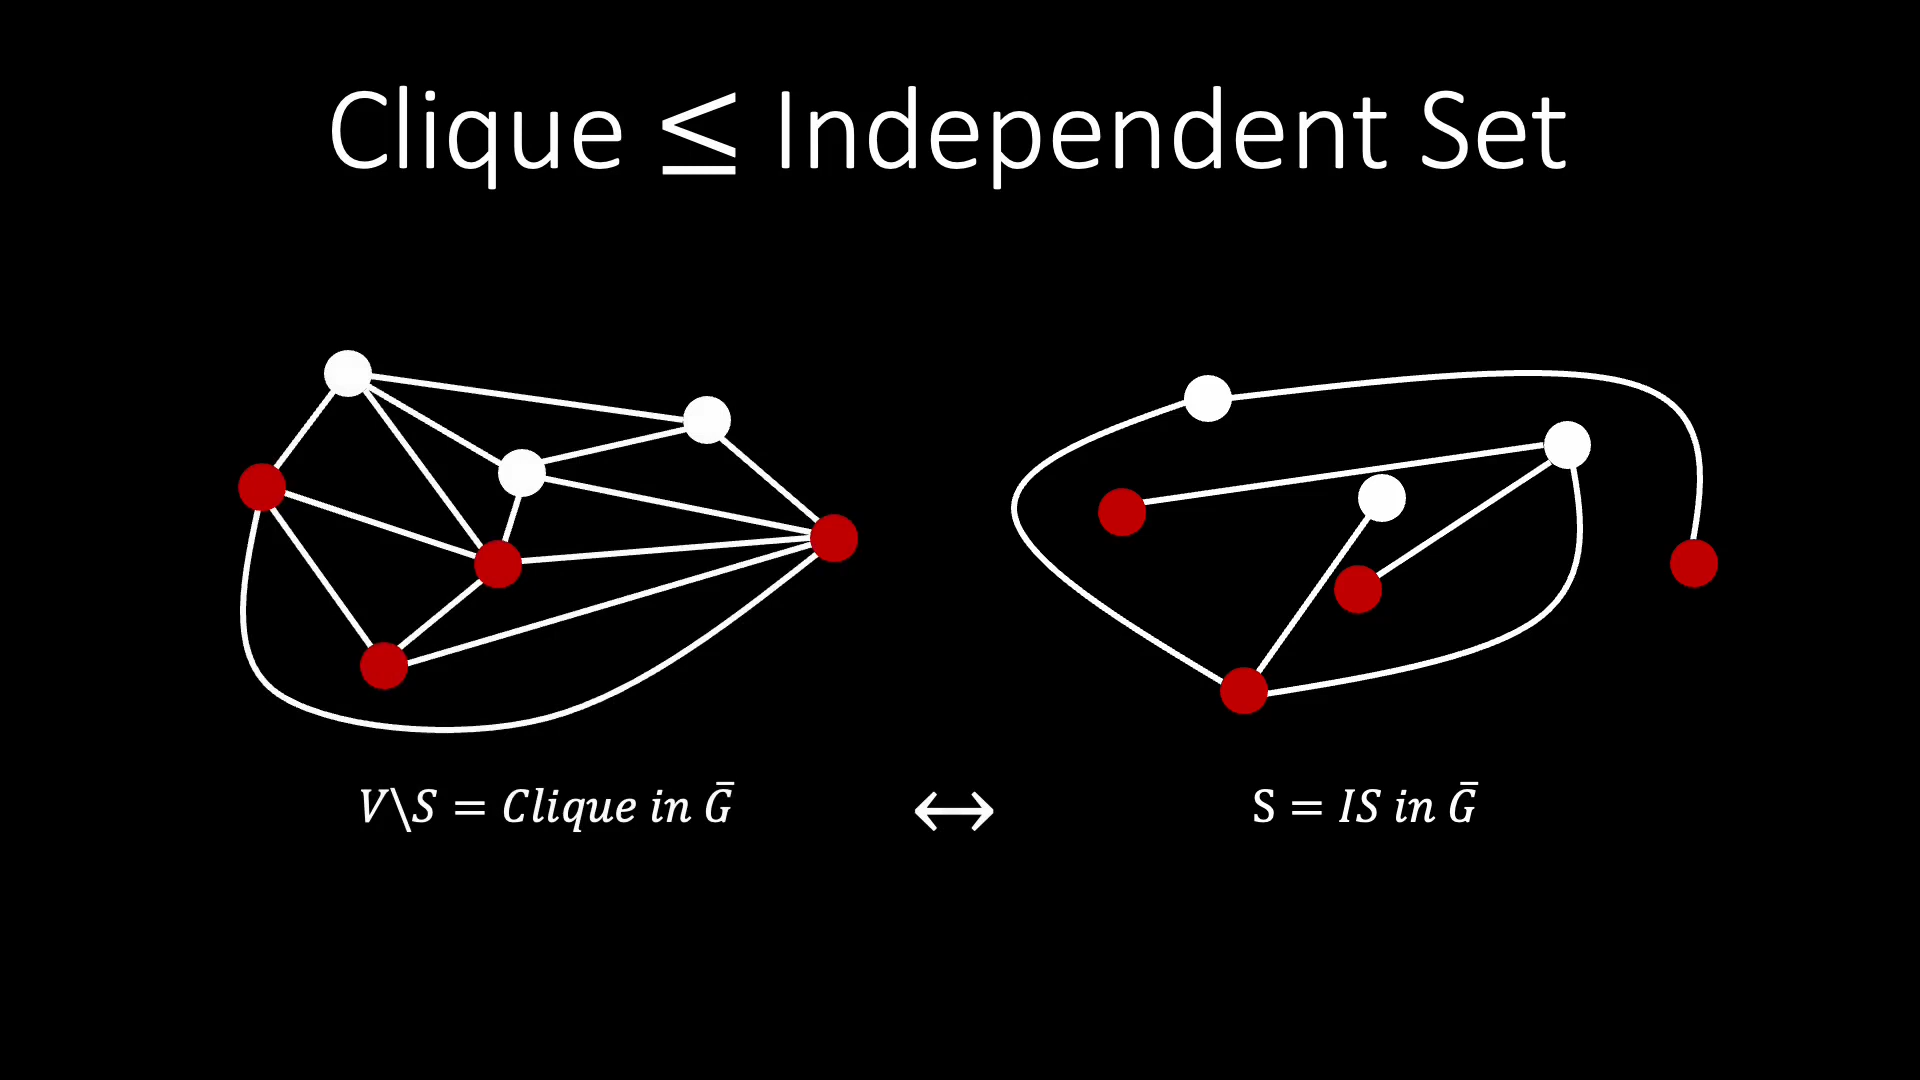 Clique ≤ Independent Set
V\S = Clique in Ḡ
↔
S = IS in Ḡ